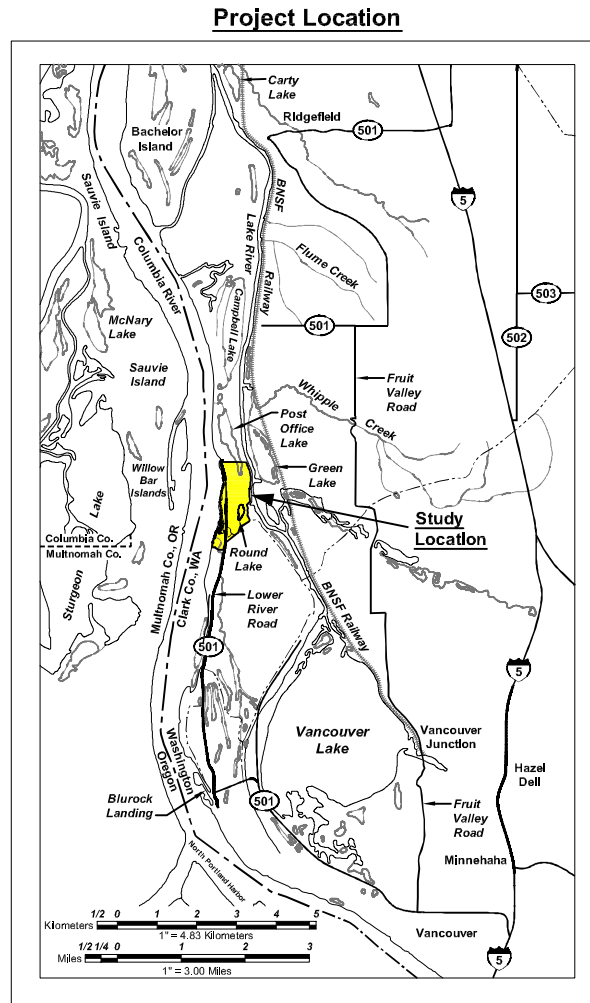 Project Location
Carty
Lake
Ridgefield
501
Bachelor
Island
5
BNSF
Railway
Sauvie Island
Columbia River
Lake River
Flume Creek
503
Campbell Lake
501
502
McNary
Lake
Sauvie
Island
Fruit
Valley
Road
Whipple
Creek
Post
Office
Lake
Green
Lake
Willow
Bar
Islands
Study
Location
Columbia Co.
Multnomah Co.
Sturgeon
Lake
Round
Lake
Multnomah Co., OR
Clark Co., WA
Lower
River
Road
BNSF Railway
501
5
Vancouver
Lake
Vancouver
Junction
Washington
Oregon
Hazel
Dell
Blurock
Landing
501
Fruit
Valley
Road
Minnehaha
North Portland Harbor
1/2 0 1 2 3 4 5
Kilometers
1" = 4.83 Kilometers
1/2 1/4 0 1 2 3
Miles
1" = 3.00 Miles
Vancouver
5